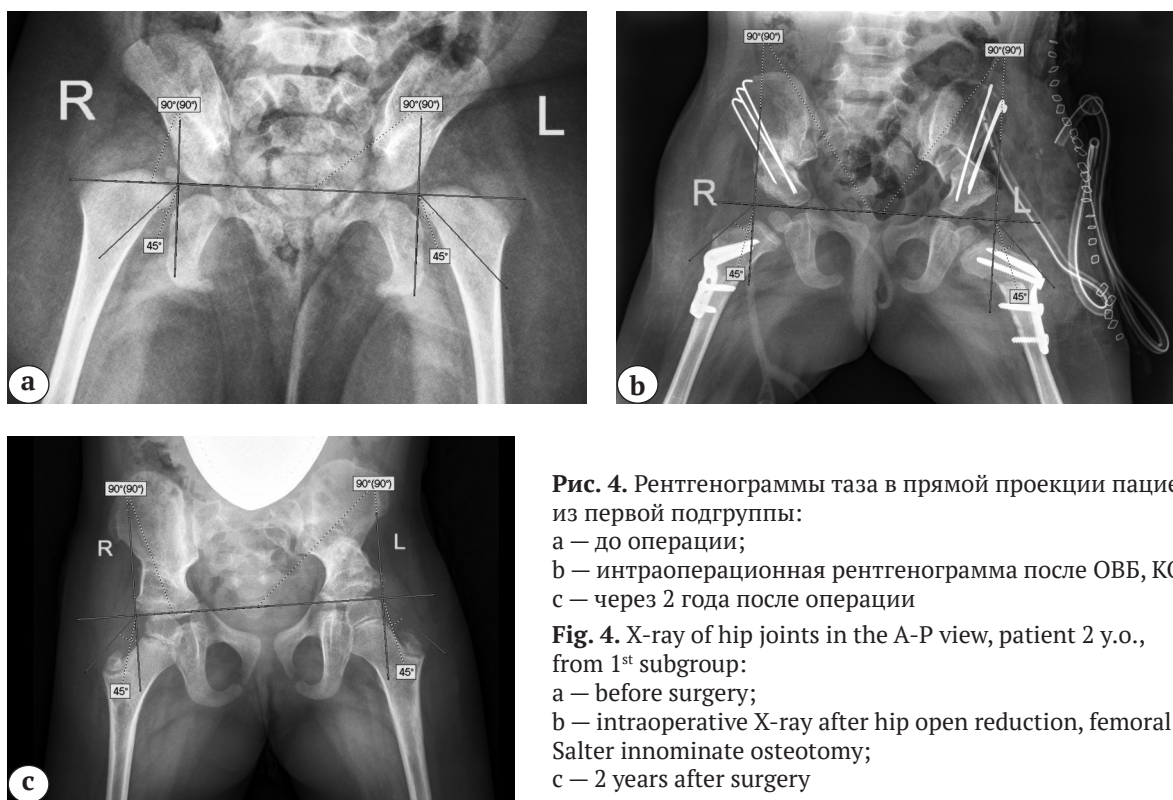 R
L
90°(90°)
90°(90°)
45°
45°
a
90°(90°)
90°(90°)
R
L
45°
45°
b
90°(90°)
90°(90°)
R
L
45°
45°
c
Рис. 4. Рентгенограммы таза в прямой проекции
из первой подгруппы:
a — до операции;
b — интраоперационная рентгенограмма после ОВБ,
c — через 2 года после операции
Fig. 4. X-ray of hip joints in the A-P view, patient 2 y.o.,
from 1st subgroup:
a — before surgery;
b — intraoperative X-ray after hip open reduction, femoral
Salter innominate osteotomy;
c — 2 years after surgery